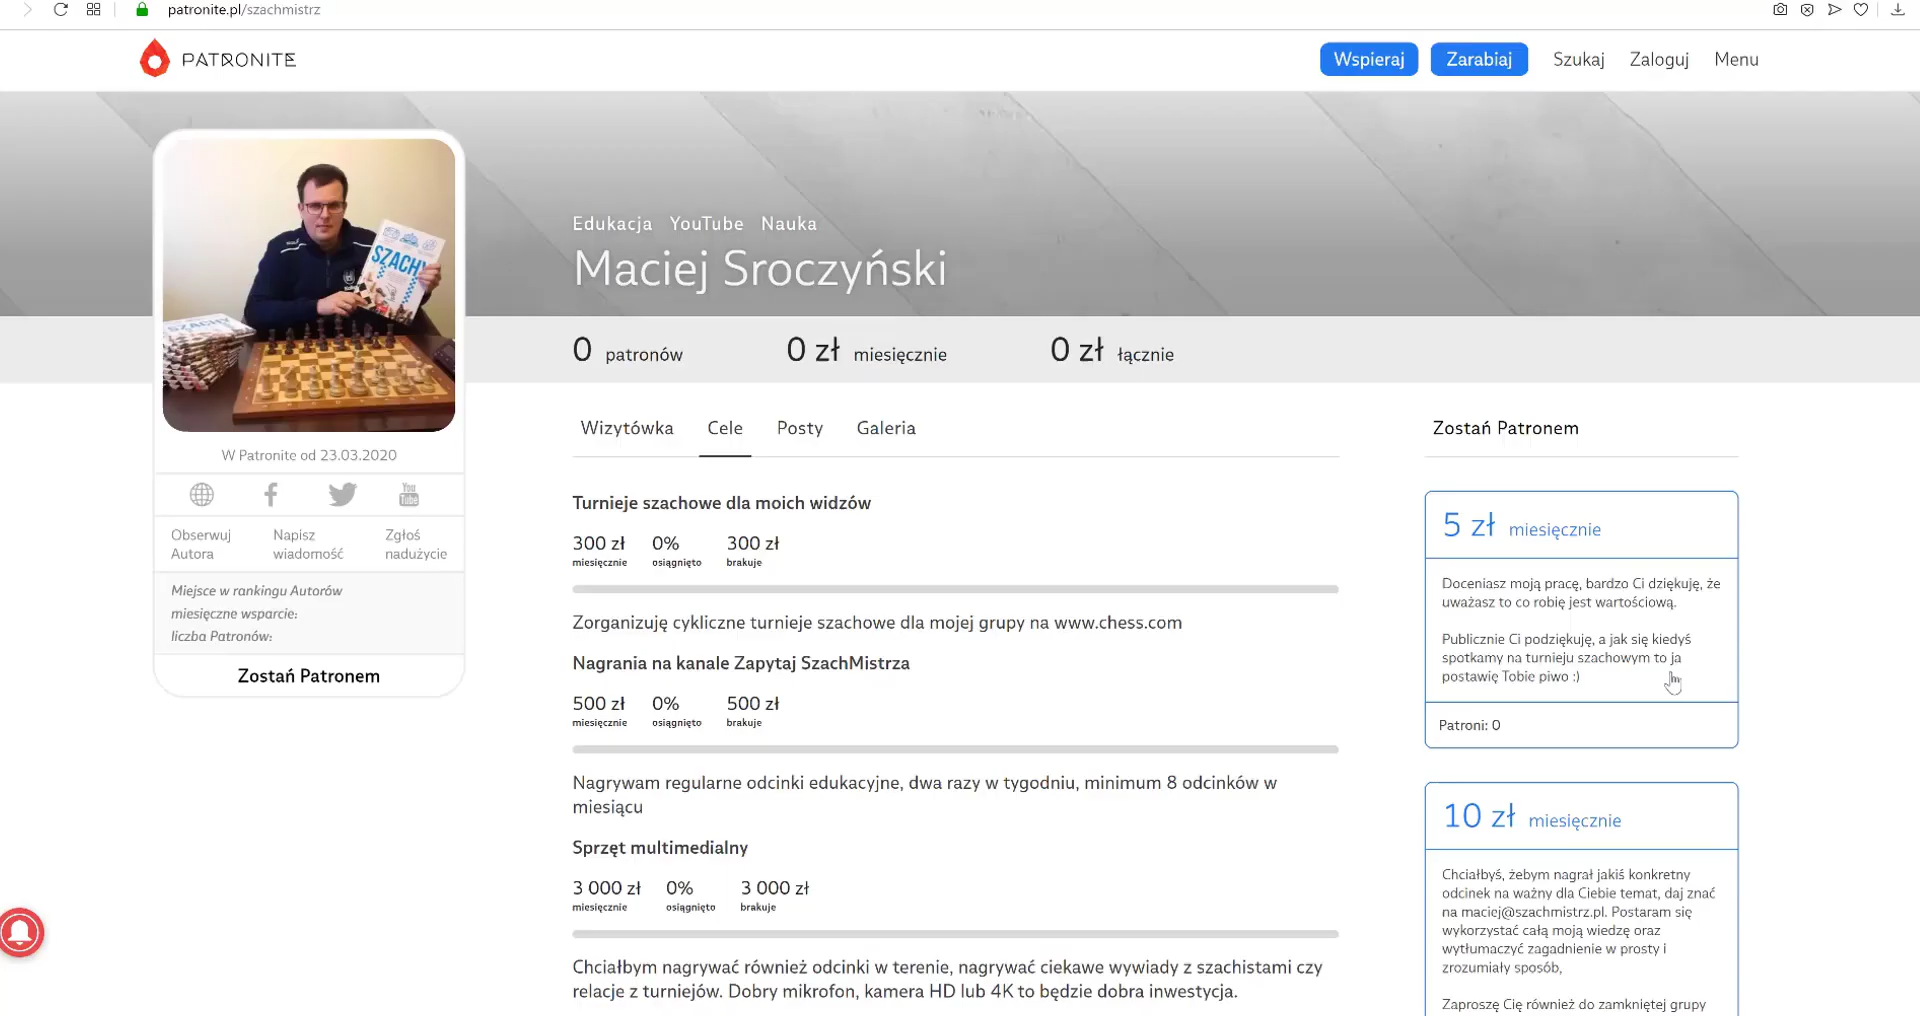 patronite.pl/szachmistrz
PATRONITE
Wspieraj
Zarabiaj
Szukaj
Zaloguj
Menu
SZACHY
SZACHY
Edukacja YouTube Nauka
Maciej Sroczyński
0 patronów
0 zł miesięcznie
0 zł łącznie
W Patronite od 23.03.2020
You
Tube
Obserwuj
Autora
Napisz
wiadomość
Zgłoś
nadużycie
Miejsce w rankingu Autorów
miesięczne wsparcie:
liczba Patronów:
Zostań Patronem
Wizytówka
Cele
Posty
Galeria
Turnieje szachowe dla moich widzów
300 zł 0% 300 zł
miesięcznie osiągnięto brakuje
Zorganizuję cykliczne turnieje szachowe dla mojej grupy na www.chess.com
Nagrania na kanale Zapytaj SzachMistrza
500 zł 0% 500 zł
miesięcznie osiągnięto brakuje
Nagrywam regularne odcinki edukacyjne, dwa razy w tygodniu, minimum 8 odcinków w
miesiącu
Sprzęt multimedialny
3 000 zł 0% 3 000 zł
miesięcznie osiągnięto brakuje
Chciałbym nagrywać również odcinki w terenie, nagrywać ciekawe wywiady z szachistami czy
relacje z turniejów. Dobry mikrofon, kamera HD lub 4K to będzie dobra inwestycja.
Zostań Patronem
5 zł miesięcznie
Doceniasz moją pracę, bardzo Ci dziękuję, że
uważasz to co robię jest wartościową.
Publicznie Ci podziękuję, a jak się kiedyś
spotkamy na turnieju szachowym to ja
postawię Tobie piwo :)
Patroni: 0
10 zł miesięcznie
Chciałbyś, żebym nagrał jakiś konkretny
odcinek na ważny dla Ciebie temat, daj znać
na maciej@szachmistrz.pl. Postaram się
wykorzystać całą moją wiedzę oraz
wytłumaczyć zagadnienie w prosty i
zrozumiały sposób,
Zaproszę Cię również do zamkniętej grupy